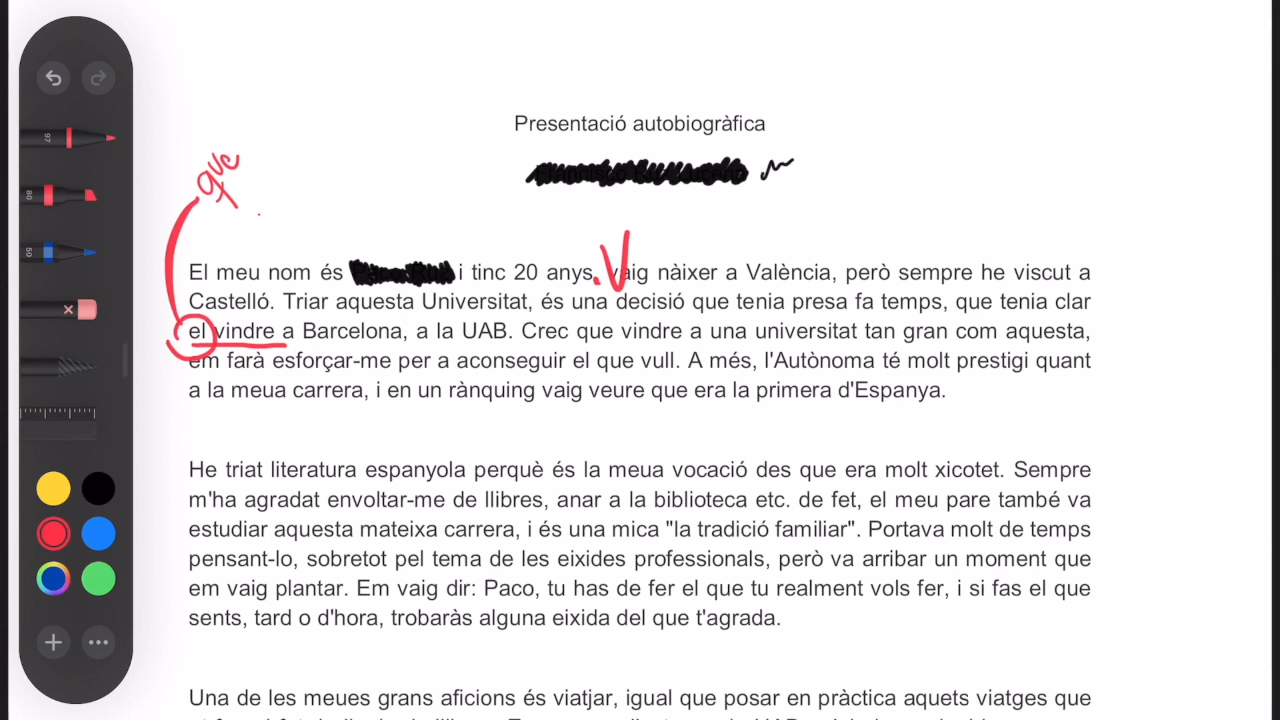 Presentació autobiogràfica
que
El meu nom és i tinc 20 anys. Vaig nàixer a València, però sempre he viscut a
Castelló. Triar aquesta Universitat, és una decisió que tenia presa fa temps, que tenia clar
el vindre a Barcelona, a la UAB. Crec que vindre a una universitat tan gran com aquesta,
em farà esforçar-me per a aconseguir el que vull. A més, l'Autònoma té molt prestigi quant
a la meua carrera, i en un rànquing vaig veure que era la primera d'Espanya.
He triat literatura espanyola perquè és la meua vocació des que era molt xicotet. Sempre
m'ha agradat envoltar-me de llibres, anar a la biblioteca etc. de fet, el meu pare també va
estudiar aquesta mateixa carrera, i és una mica "la tradició familiar". Portava molt de temps
pensant-lo, sobretot pel tema de les eixides professionals, però va arribar un moment que
em vaig plantar. Em vaig dir: Paco, tu has de fer el que tu realment vols fer, i si fas el que
sents, tard o d'hora, trobaràs alguna eixida del que t'agrada.
Una de les meues grans aficions és viatjar, igual que posar en pràctica aquets viatges que